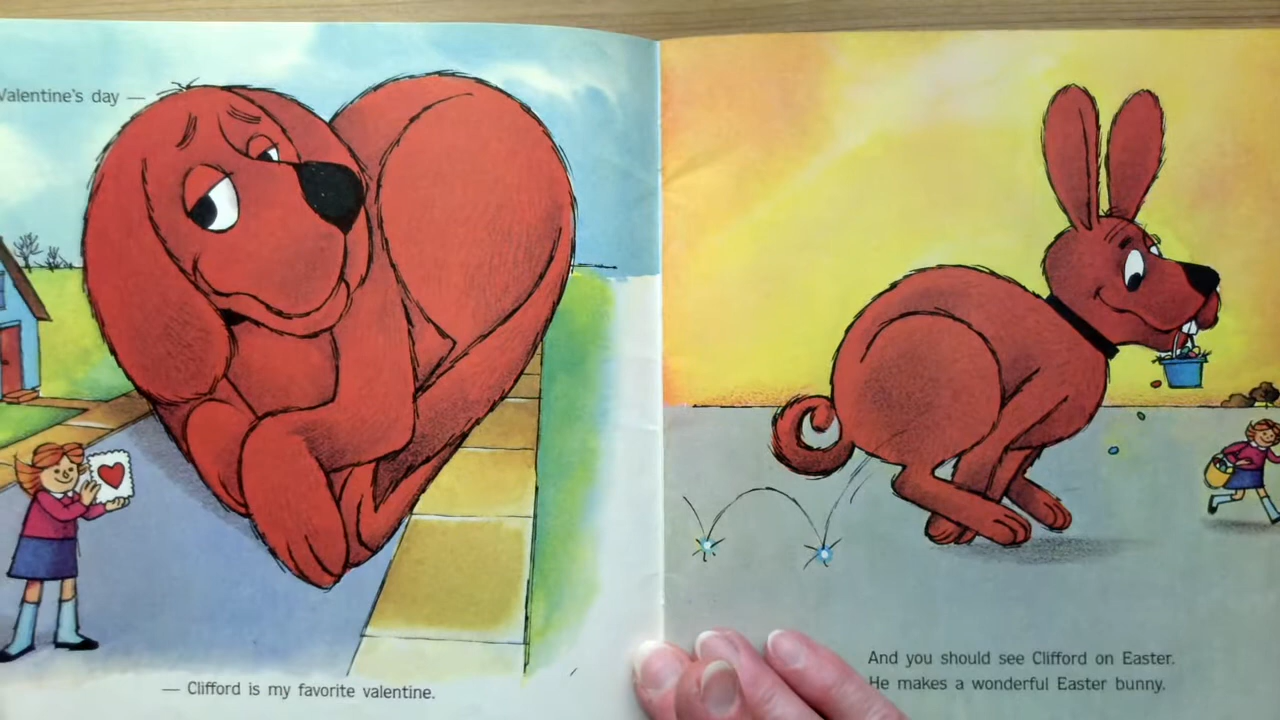 Valentine's day —
— Clifford is my favorite valentine.
And you should see Clifford on Easter.
He makes a wonderful Easter bunny.